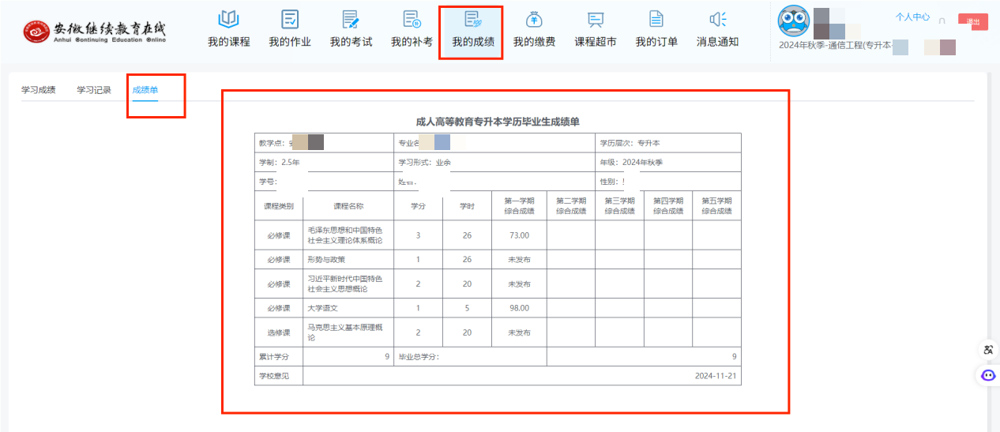 安徽继续教育在线
Anhui Continuing Education Online
我的课程
我的作业
我的考试
我的补考
我的成绩
我的缴费
课程超市
我的订单
消息通知
个人中心
退出
2024年秋季-通信工程(专升本-
学习成绩
学习记录
成绩单
成人高等教育专升本学历毕业生成绩单
教学点：
专业名
学历层次：专升本
学制：2.5年
学习形式：业余
年级：2024年秋季
学号：
姓名：
性别：
课程类别
课程名称
学分
学时
第一学期
综合成绩
第二学期
综合成绩
第三学期
综合成绩
第四学期
综合成绩
第五学期
综合成绩
必修课
毛泽东思想和中国特色
社会主义理论体系概论
3
26
73.00
必修课
形势与政策
1
26
未发布
必修课
习近平新时代中国特色
社会主义思想概论
2
20
未发布
必修课
大学语文
1
5
98.00
选修课
马克思主义基本原理概
论
2
20
未发布
累计学分
9
毕业总学分：
9
学校意见
2024-11-21